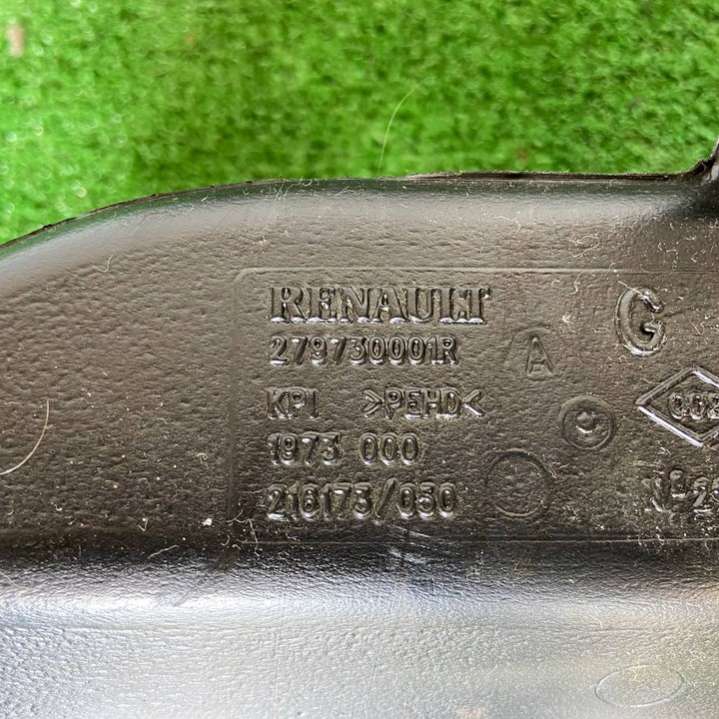 RENAULT
279730001R
A
G
KPI >PEHD<
1973 000
216173/050